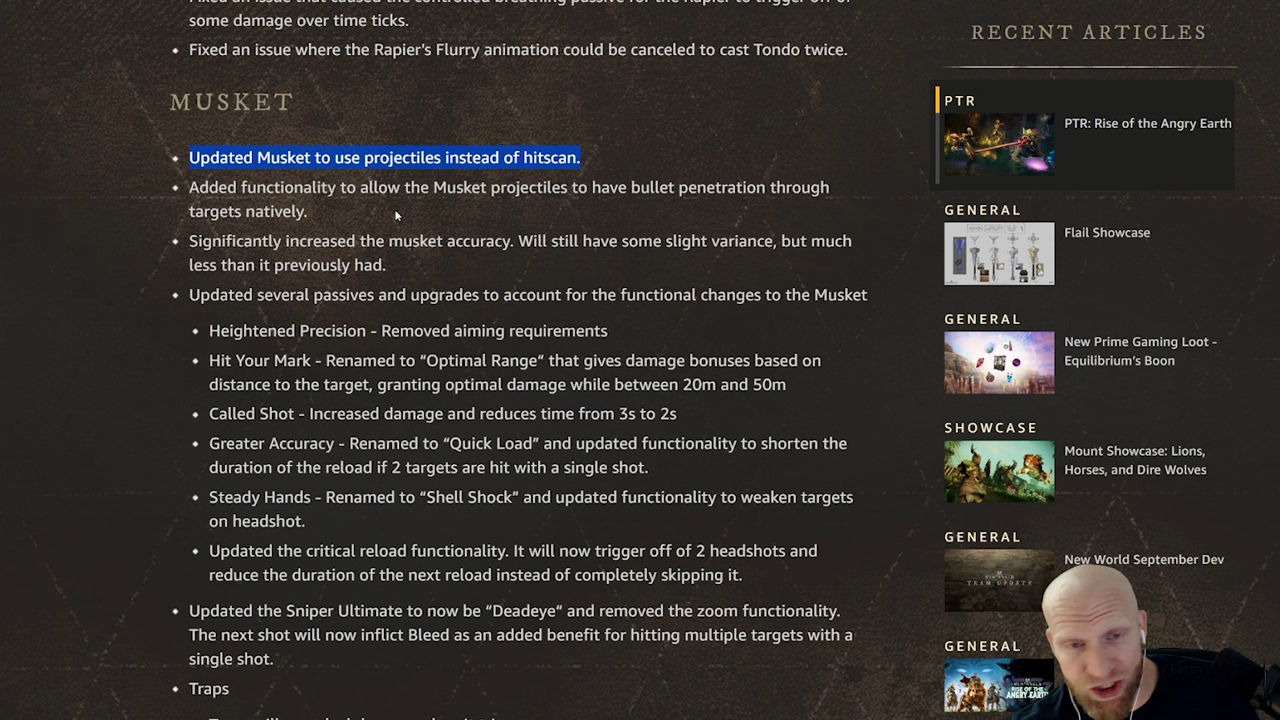 Fixed an issue that caused the controlled breathing passive for the Rapier to trigger off of
some damage over time ticks.
Fixed an issue where the Rapier's Flurry animation could be canceled to cast Tondo twice.
MUSKET
Updated Musket to use projectiles instead of hitscan.
Added functionality to allow the Musket projectiles to have bullet penetration through
targets natively.
Significantly increased the musket accuracy. Will still have some slight variance, but much
less than it previously had.
Updated several passives and upgrades to account for the functional changes to the Musket
Heightened Precision - Removed aiming requirements
Hit Your Mark - Renamed to “Optimal Range“ that gives damage bonuses based on
distance to the target, granting optimal damage while between 20m and 50m
Called Shot - Increased damage and reduces time from 3s to 2s
Greater Accuracy - Renamed to “Quick Load” and updated functionality to shorten the
duration of the reload if 2 targets are hit with a single shot.
Steady Hands - Renamed to “Shell Shock” and updated functionality to weaken targets
on headshot.
Updated the critical reload functionality. It will now trigger off of 2 headshots and
reduce the duration of the next reload instead of completely skipping it.
Updated the Sniper Ultimate to now be “Deadeye“ and removed the zoom functionality.
The next shot will now inflict Bleed as an added benefit for hitting multiple targets with a
single shot.
Traps
RECENT ARTICLES
PTR
PTR: Rise of the Angry Earth
GENERAL
Flail Showcase
GENERAL
New Prime Gaming Loot -
Equilibrium’s Boon
SHOWCASE
Mount Showcase: Lions,
Horses, and Dire Wolves
GENERAL
New World September Dev
TEAM UPDATE
GENERAL
RISE OF THE
ANGRY EARTH